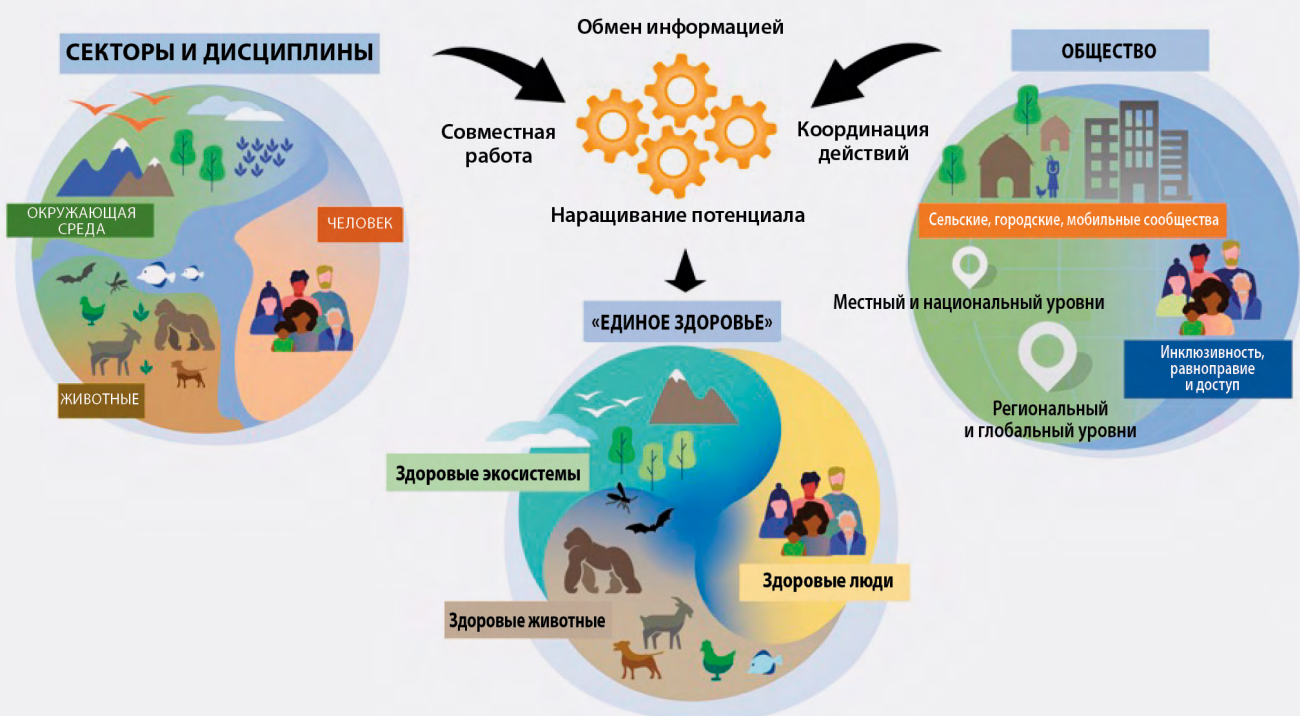 СЕКТОРЫ И ДИСЦИПЛИНЫ
ОКРУЖАЮЩАЯ
СРЕДА
ЧЕЛОВЕК
ЖИВОТНЫЕ
Обмен информацией
Совместная
работа
Координация
действий
Наращивание потенциала
ОБЩЕСТВО
Сельские, городские, мобильные сообщества
Местный и национальный уровни
Инклюзивность,
равноправие
и доступ
Региональный
и глобальный уровни
«ЕДИНОЕ ЗДОРОВЬЕ»
Здоровые экосистемы
Здоровые люди
Здоровые животные